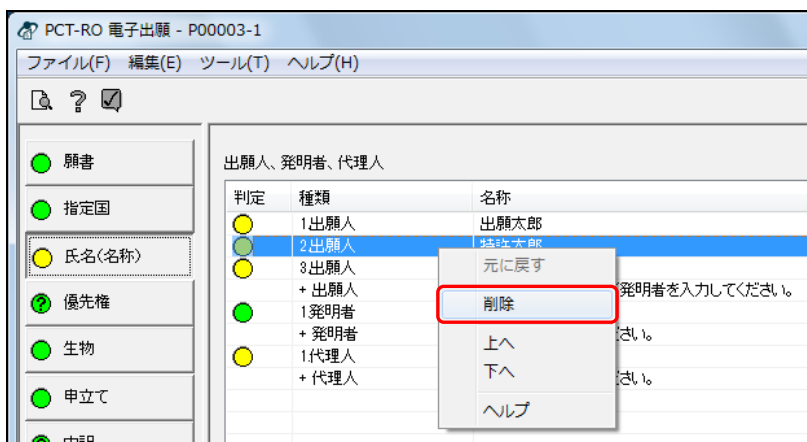 PCT-RO 電子出願 - P00003-1
ファイル(F) 編集(E) ツール(T) ヘルプ(H)
願書
指定国
氏名(名称)
優先権
生物
申立て
出願人、発明者、代理人
判定 種類 名称
1出願人 出願太郎
2出願人 特許太郎
3出願人
+ 出願人 発明者を入力してください。
1発明者
+ 発明者 ださい。
1代理人
+ 代理人 ださい。
元に戻す
削除
上へ
下へ
ヘルプ